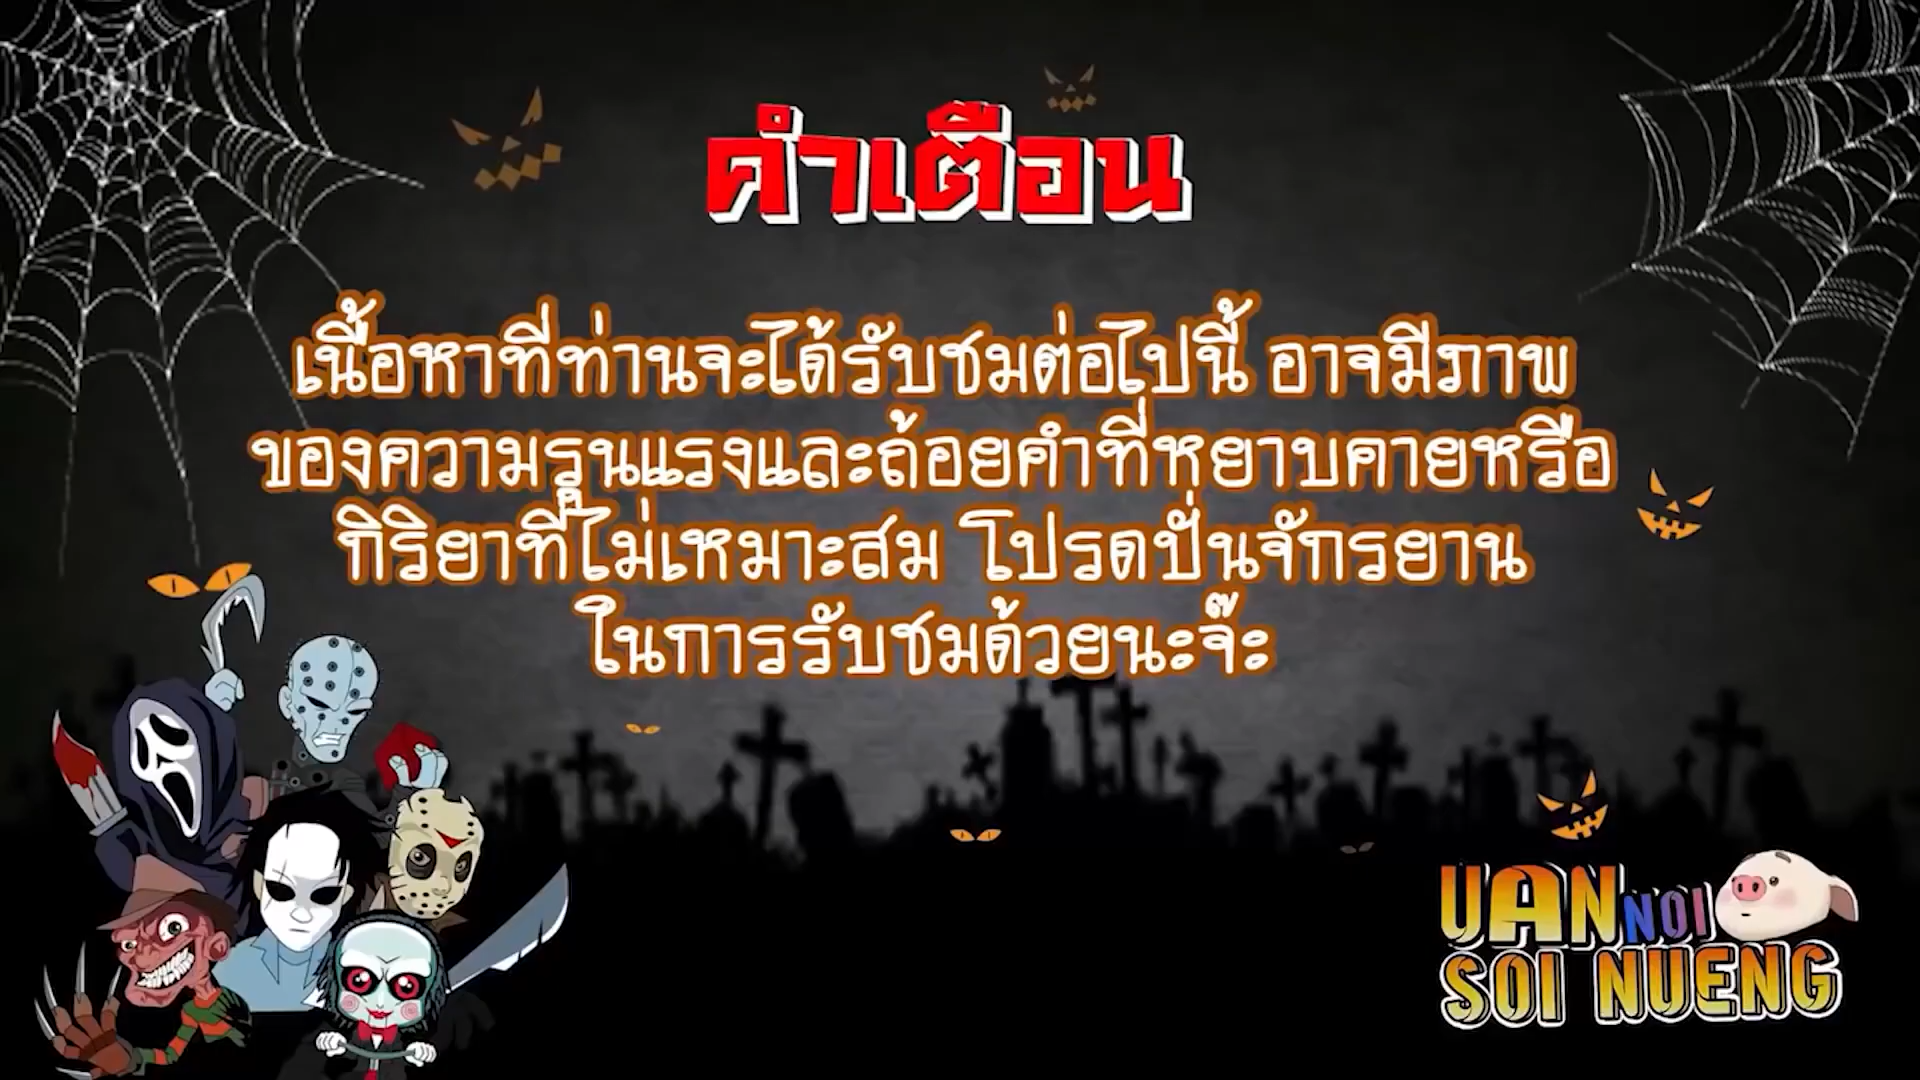 คำเตือน
เนื้อหาที่ท่านจะได้รับชมต่อไปนี้ อาจมีภาพ
ของความรุนแรงและถ้อยคำที่หยาบคายหรือ
กิริยาที่ไม่เหมาะสม โปรดปั่นจักรยาน
ในการรับชมด้วยนะจ๊ะ
UAN NOI
SOI NUENG